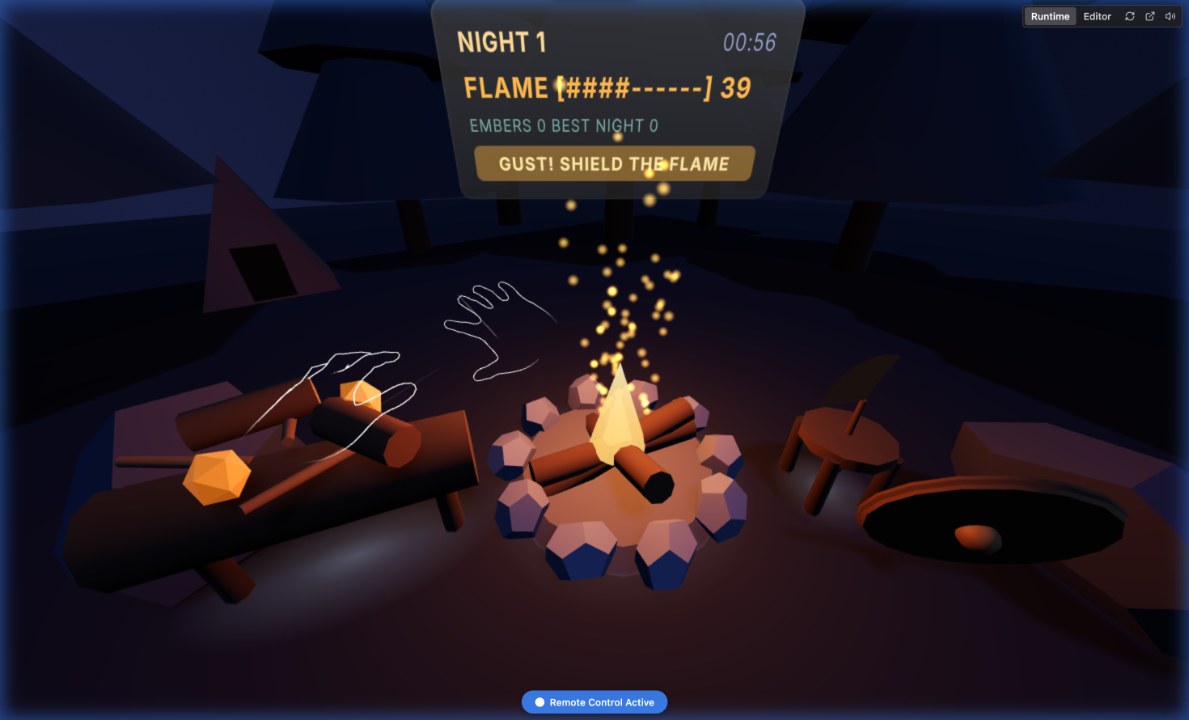 Runtime Editor
NIGHT 1 00:56
FLAME [####------] 39
EMBERS 0 BEST NIGHT 0
GUST! SHIELD THE FLAME
Remote Control Active